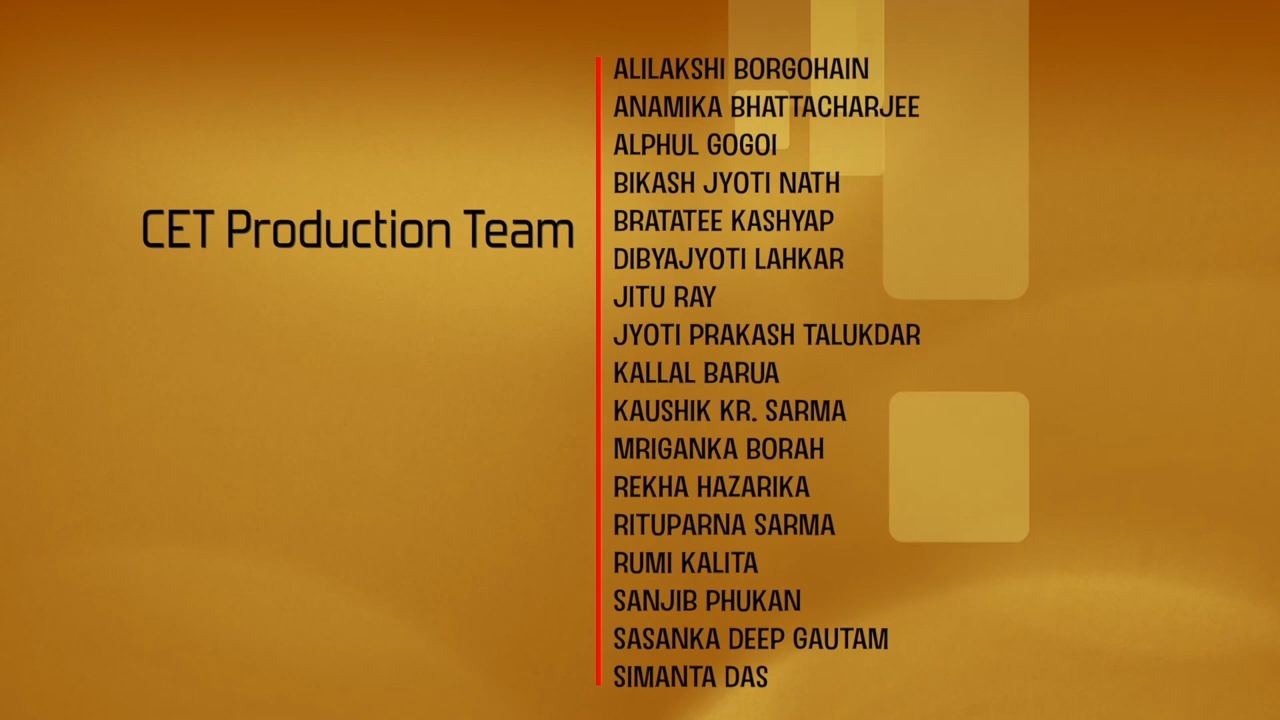 CET Production Team
ALILAKSHI BORGOHAIN
ANAMIKA BHATTACHARJEE
ALPHUL GOGOI
BIKASH JYOTI NATH
BRATATEE KASHYAP
DIBYAJYOTI LAHKAR
JITU RAY
JYOTI PRAKASH TALUKDAR
KALLAL BARUA
KAUSHIK KR. SARMA
MRIGANKA BORAH
REKHA HAZARIKA
RITUPARNA SARMA
RUMI KALITA
SANJIB PHUKAN
SASANKA DEEP GAUTAM
SIMANTA DAS